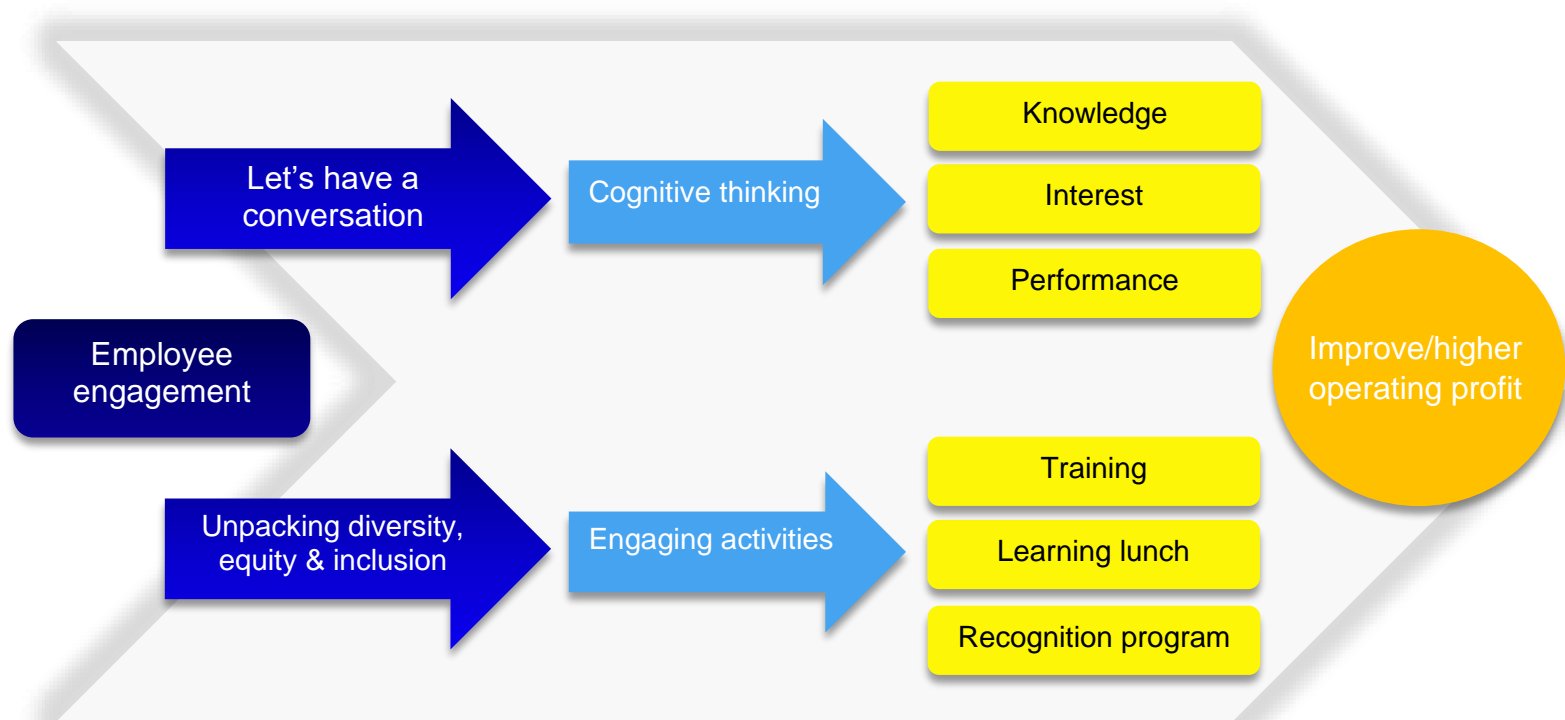 Employee
engagement
Let’s have a
conversation
Cognitive thinking
Knowledge
Interest
Performance
Unpacking diversity,
equity & inclusion
Engaging activities
Training
Learning lunch
Recognition program
Improve/higher
operating profit